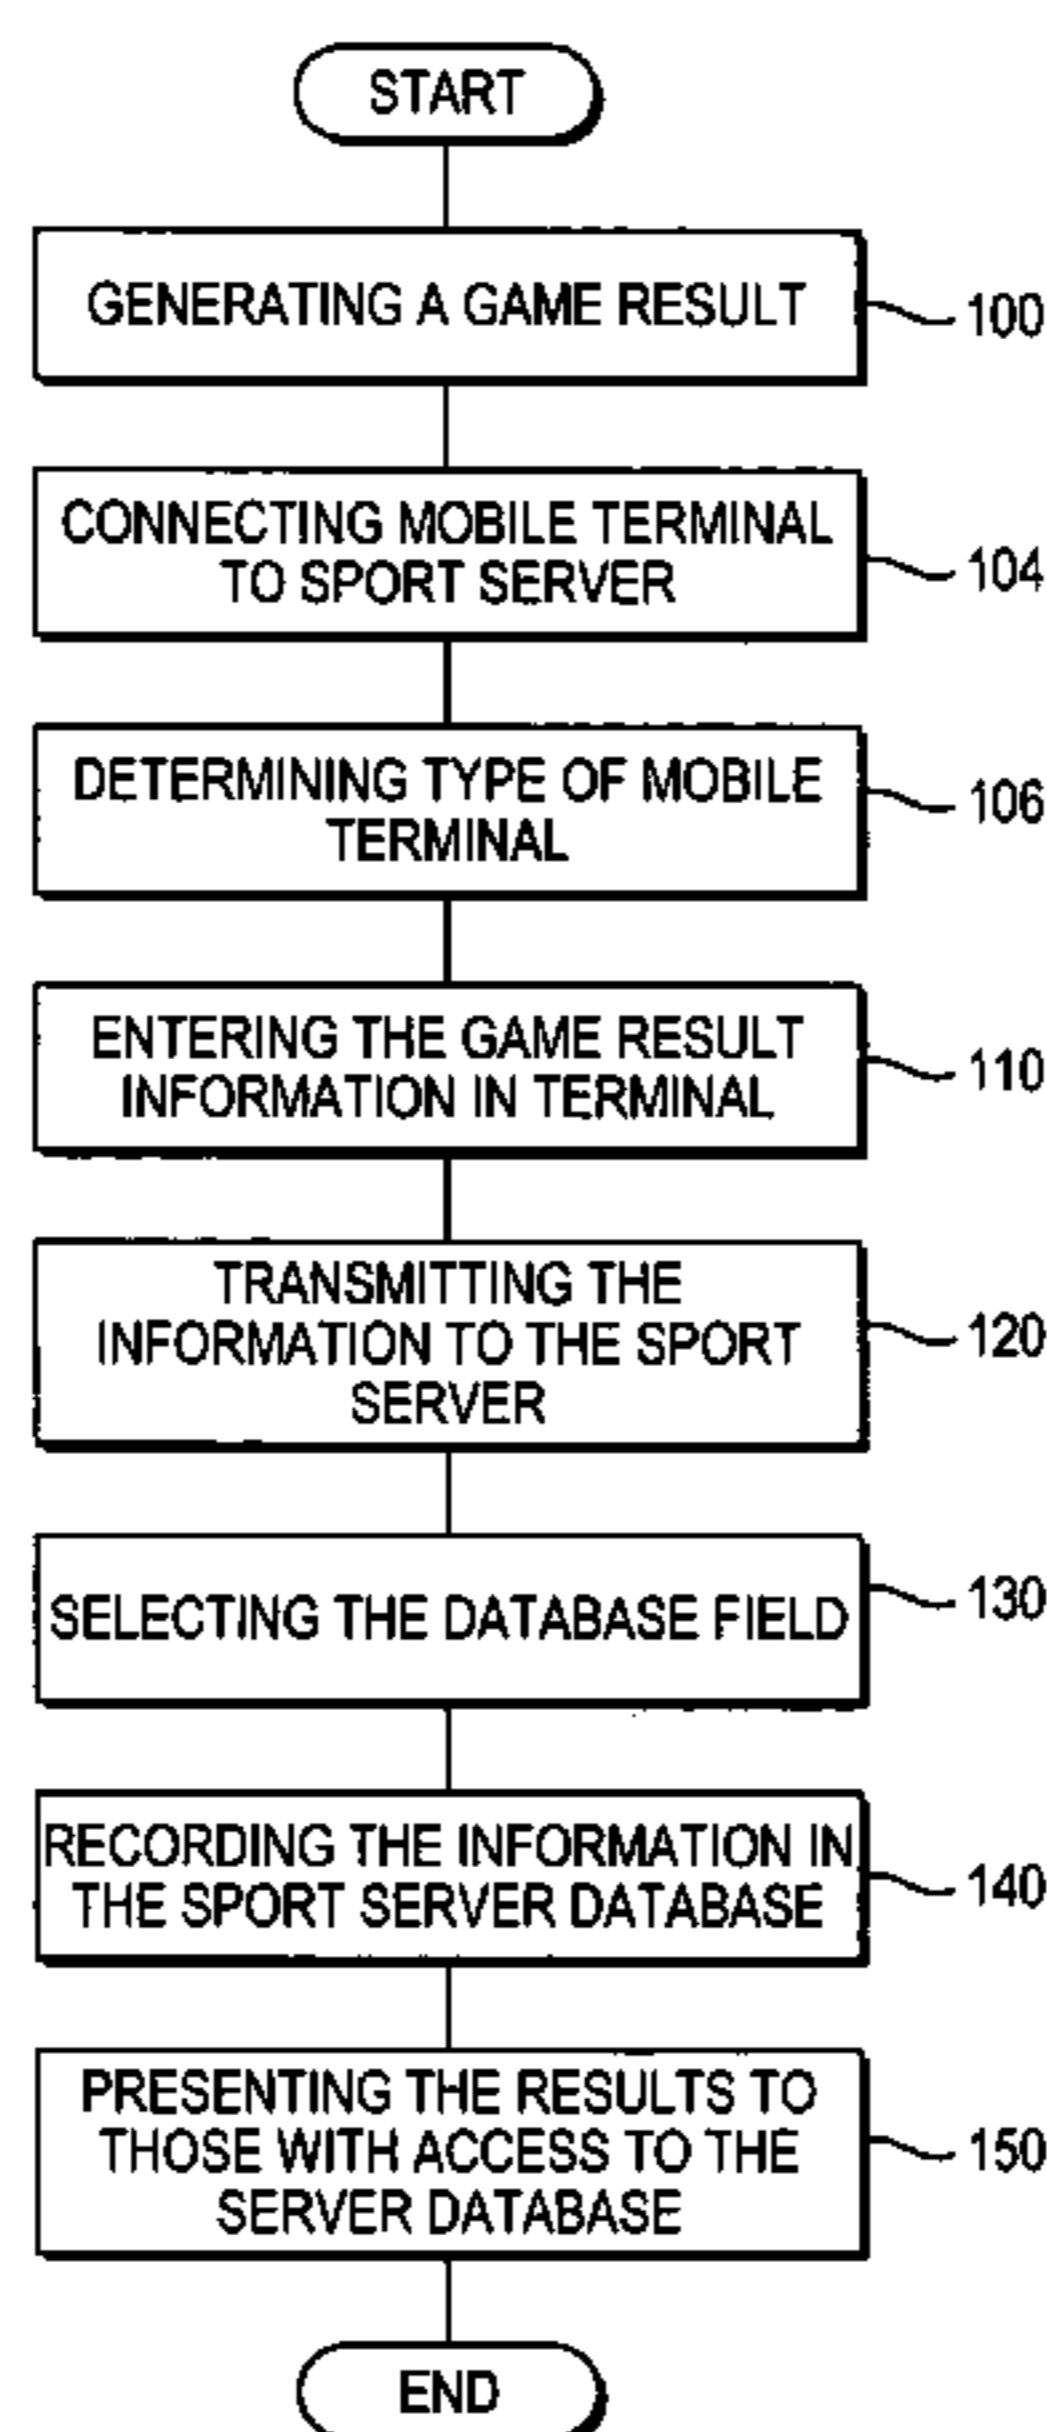 START
GENERATING A GAME RESULT
100
CONNECTING MOBILE TERMINAL
TO SPORT SERVER
104
DETERMINING TYPE OF MOBILE
TERMINAL
106
ENTERING THE GAME RESULT
INFORMATION IN TERMINAL
110
TRANSMITTING THE
INFORMATION TO THE SPORT
SERVER
120
SELECTING THE DATABASE FIELD
130
RECORDING THE INFORMATION IN
THE SPORT SERVER DATABASE
140
PRESENTING THE RESULTS TO
THOSE WITH ACCESS TO THE
SERVER DATABASE
150
END